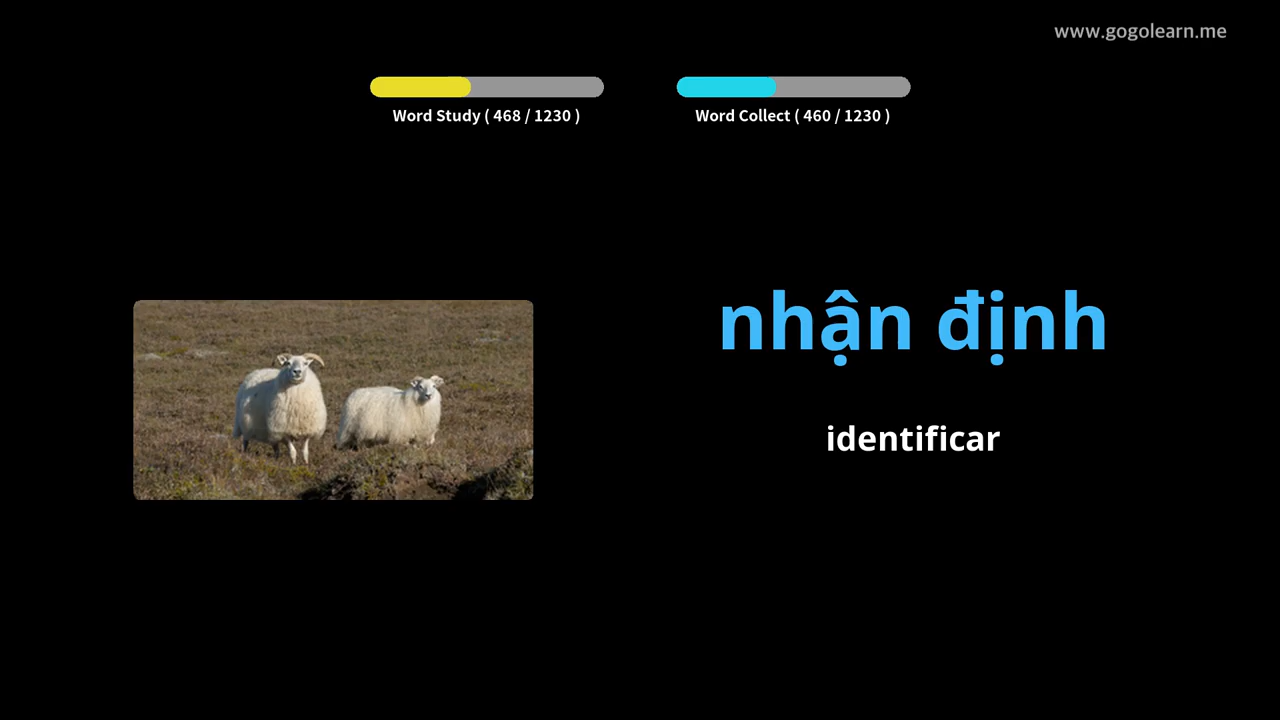 www.gogolearn.me
Word Study ( 468 / 1230 )
Word Collect ( 460 / 1230 )
nhận định
identificar